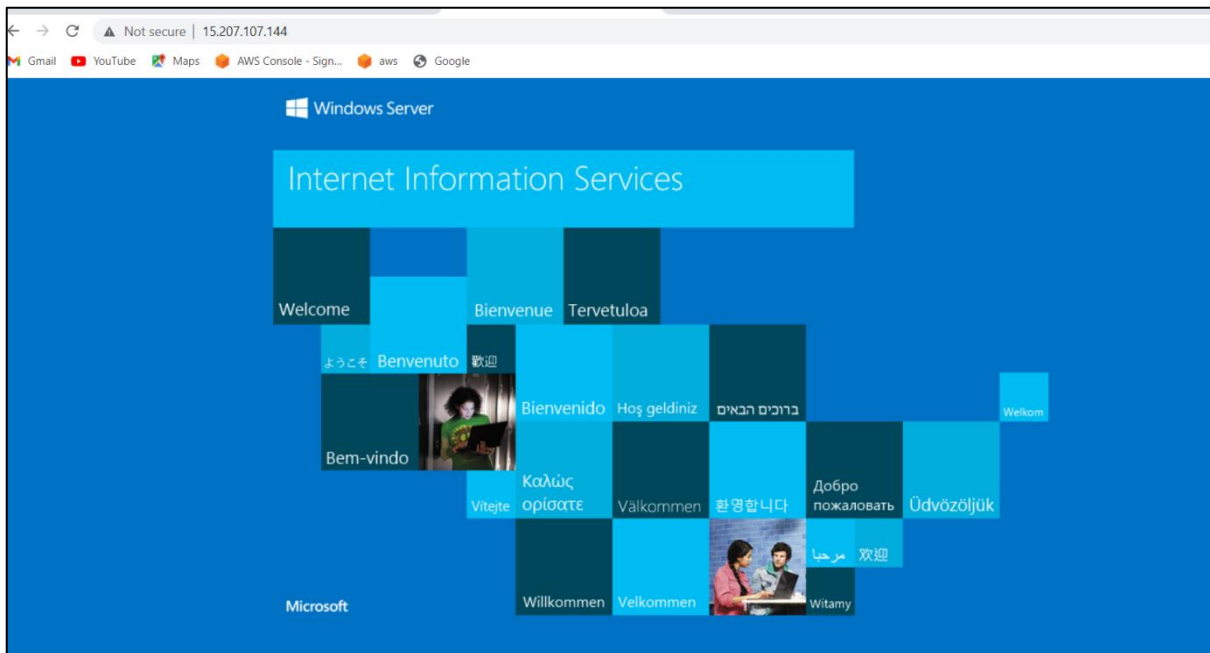 Not secure | 15.207.107.144
Gmail YouTube Maps AWS Console - Sign... aws Google
Windows Server
Internet Information Services
Welcome
Bienvenue
Tervetuloa
ようこそ
Benvenuto
歡迎
Bienvenido
Hoş geldiniz
ברוכים הבאים
Welkom
Bem-vindo
Vítejte
Καλώς
ορίσατε
Välkommen
환영합니다
Добро
пожаловать
Üdvözöljük
مرحبا
欢迎
Microsoft
Willkommen
Velkommen
Witamy